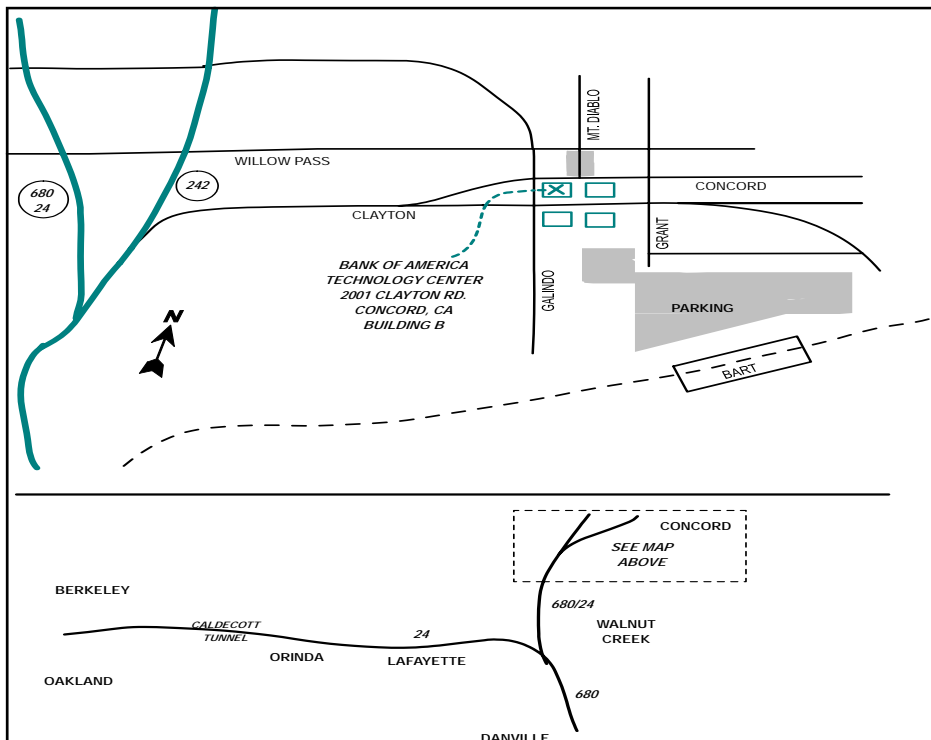 MT. DIABLO
WILLOW PASS
680
24
242
CONCORD
CLAYTON
GRANT
BANK OF AMERICA
TECHNOLOGY CENTER
2001 CLAYTON RD.
CONCORD, CA
BUILDING B
GALINDO
N
PARKING
BART
CONCORD
SEE MAP
ABOVE
BERKELEY
680/24
CALDECOTT
TUNNEL
24
WALNUT
CREEK
ORINDA
LAFAYETTE
OAKLAND
680
DANVILLE